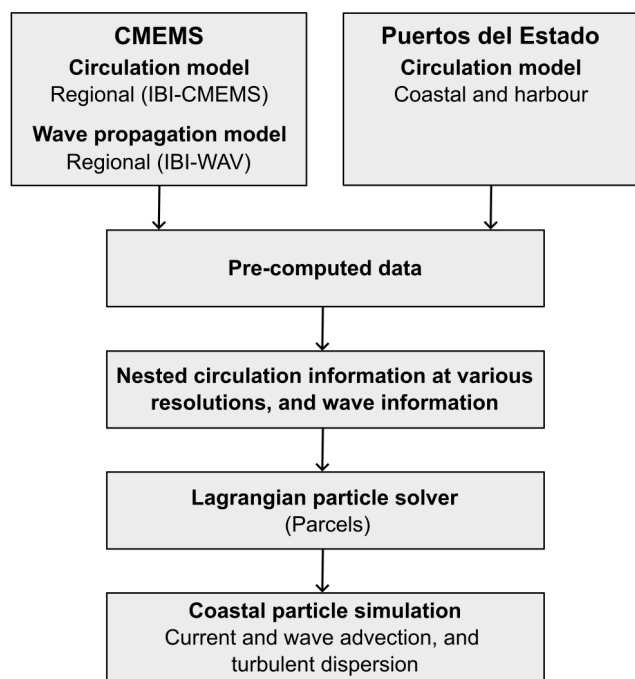 CMEMS
Circulation model
Regional (IBI-CMEMS)
Wave propagation model
Regional (IBI-WAV)
Puertos del Estado
Circulation model
Coastal and harbour
Pre-computed data
Nested circulation information at various
resolutions, and wave information
Lagrangian particle solver
(Parcels)
Coastal particle simulation
Current and wave advection, and
turbulent dispersion